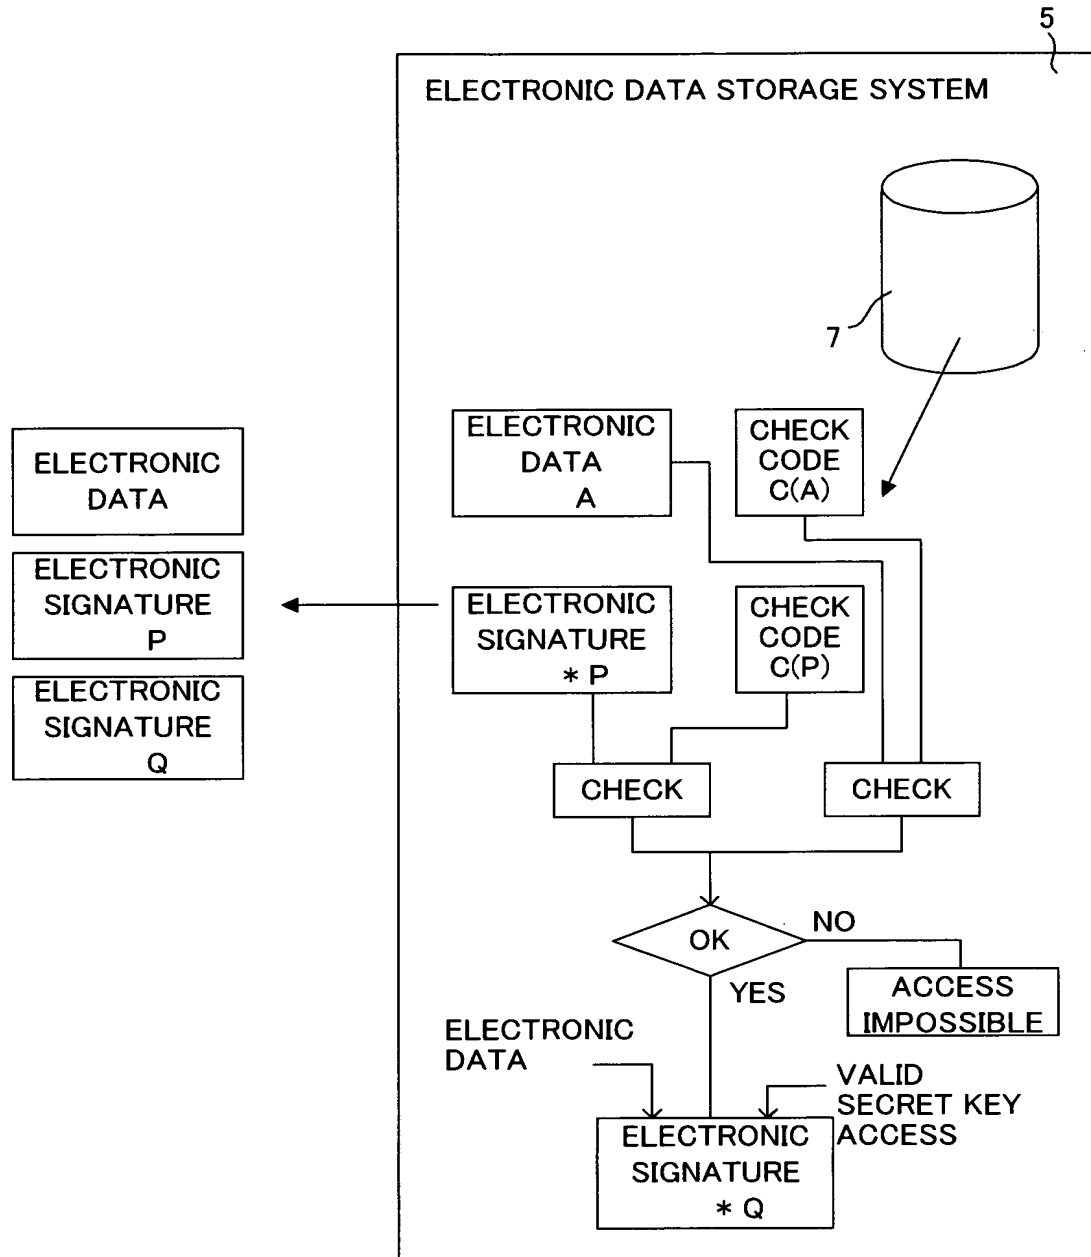 5
ELECTRONIC DATA STORAGE SYSTEM
7
ELECTRONIC
DATA
A
CHECK
CODE
C(A)
ELECTRONIC
DATA
ELECTRONIC
SIGNATURE
P
ELECTRONIC
SIGNATURE
Q
ELECTRONIC
SIGNATURE
* P
CHECK
CODE
C(P)
CHECK
CHECK
OK
NO
YES
ACCESS
IMPOSSIBLE
ELECTRONIC
DATA
VALID
SECRET KEY
ACCESS
ELECTRONIC
SIGNATURE
* Q